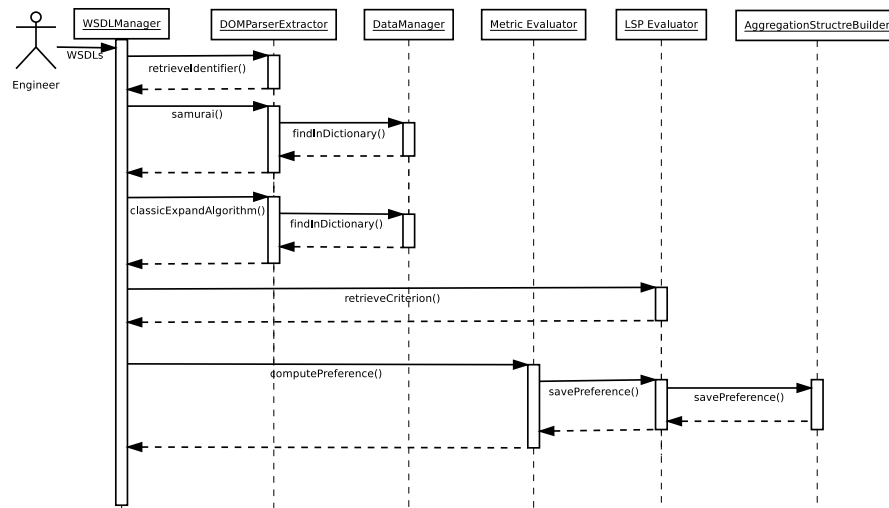 WSDLManager
DOMParserExtractor
DataManager
Metric Evaluator
LSP Evaluator
AggregationStructreBuilder
WSDLs
Engineer
retrieveIdentifier()
samurai()
findInDictionary()
classicExpandAlgorithm()
findInDictionary()
retrieveCriterion()
computePreference()
savePreference()
savePreference()